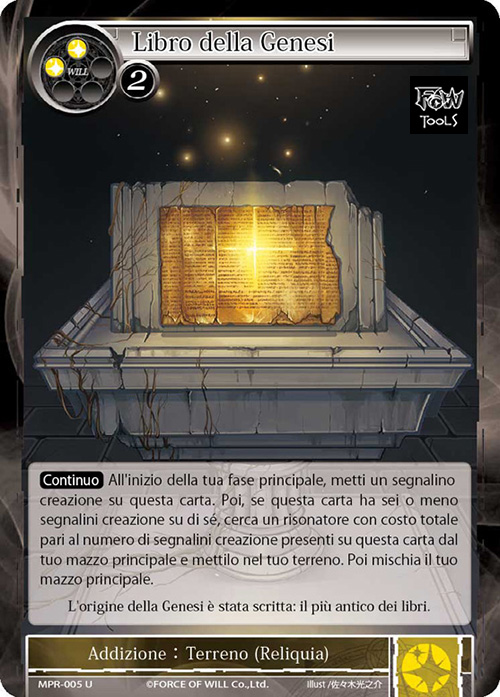 Libro della Genesi
WILL
2
FOW
TOOLS
Continuo All'inizio della tua fase principale, metti un segnalino
creazione su questa carta. Poi, se questa carta ha sei o meno
segnalini creazione su di sé, cerca un risonatore con costo totale
pari al numero di segnalini creazione presenti su questa carta dal
tuo mazzo principale e mettilo nel tuo terreno. Poi mischia il tuo
mazzo principale.
L'origine della Genesi è stata scritta: il più antico dei libri.
Addizione : Terreno (Reliquia)
MPR-005 U ©FORCE OF WILL Co.,Ltd. Illust /佐々木光之介